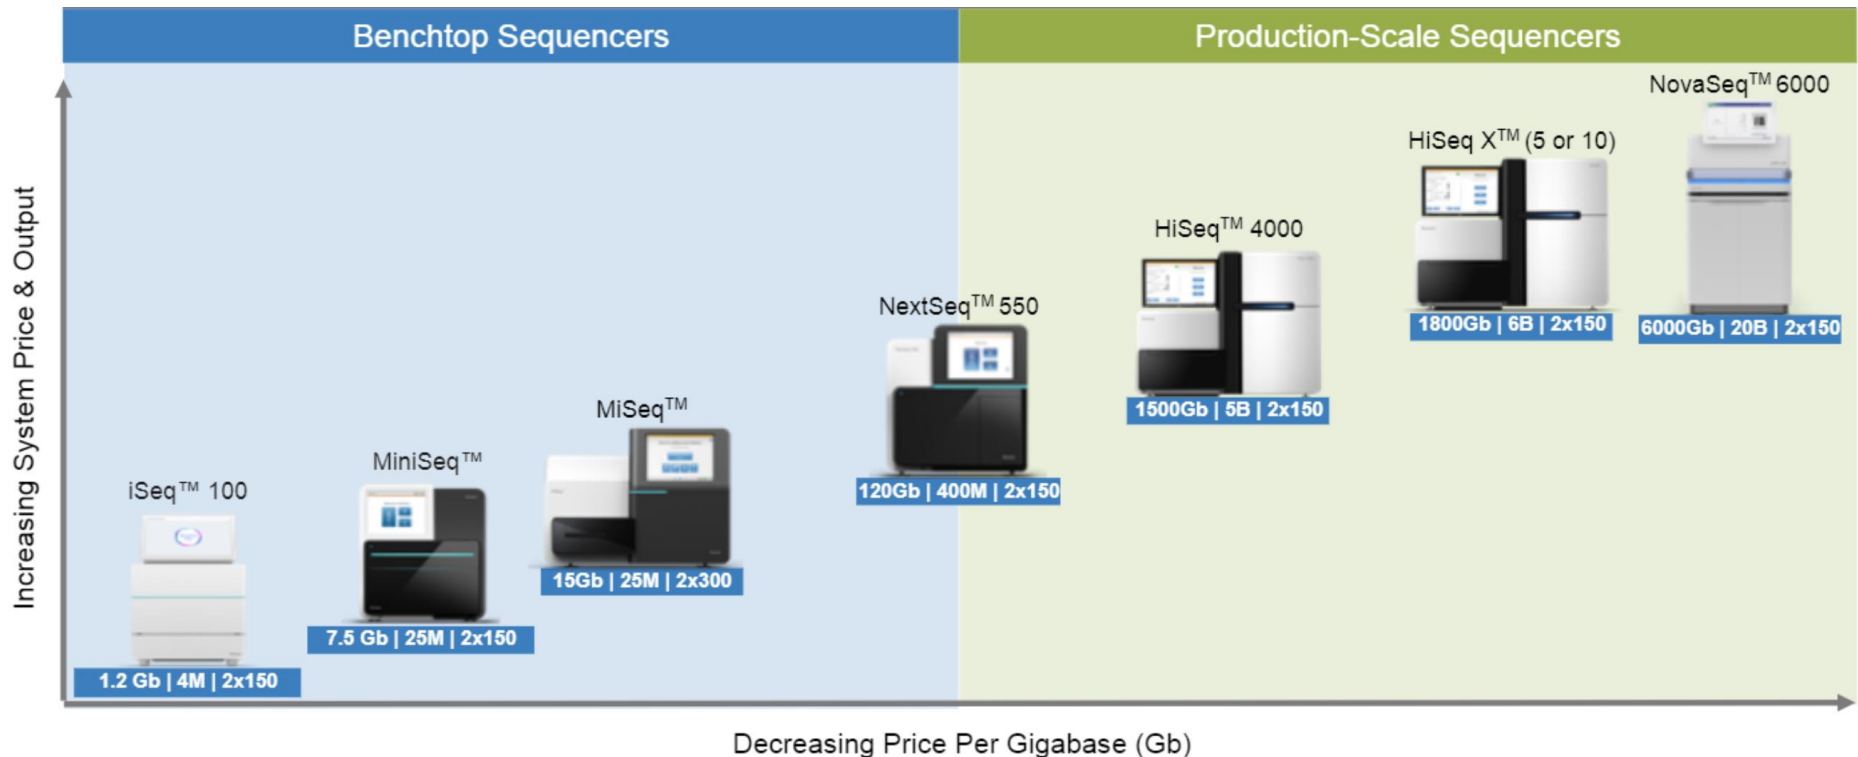 Benchtop Sequencers
Production-Scale Sequencers
NovaSeq™ 6000
HiSeq X™ (5 or 10)
HiSeq™ 4000
NextSeq™ 550
1800Gb | 6B | 2x150
6000Gb | 20B | 2x150
MiSeq™
1500Gb | 5B | 2x150
MiniSeq™
iSeq™ 100
120Gb | 400M | 2x150
15Gb | 25M | 2x300
7.5 Gb | 25M | 2x150
1.2 Gb | 4M | 2x150
Increasing System Price & Output
Decreasing Price Per Gigabase (Gb)